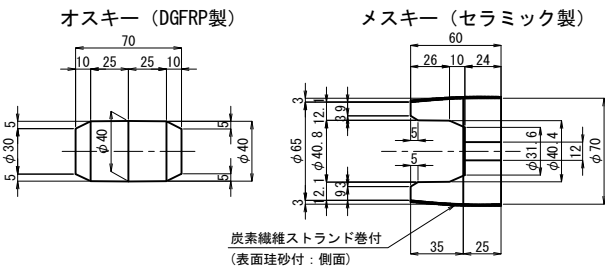 オスキー（DGFRP製）
メスキー（セラミック製）
70
60
10 25 25 10
26 10 24
5
φ30
5
φ40
5
φ40
5
3
12.1
3.9
φ65
φ40.8
5
5
12.1
9.3
3
φ31.6
φ40.4
12
φ70
炭素繊維ストランド巻付
（表面珪砂付：側面）
35 25